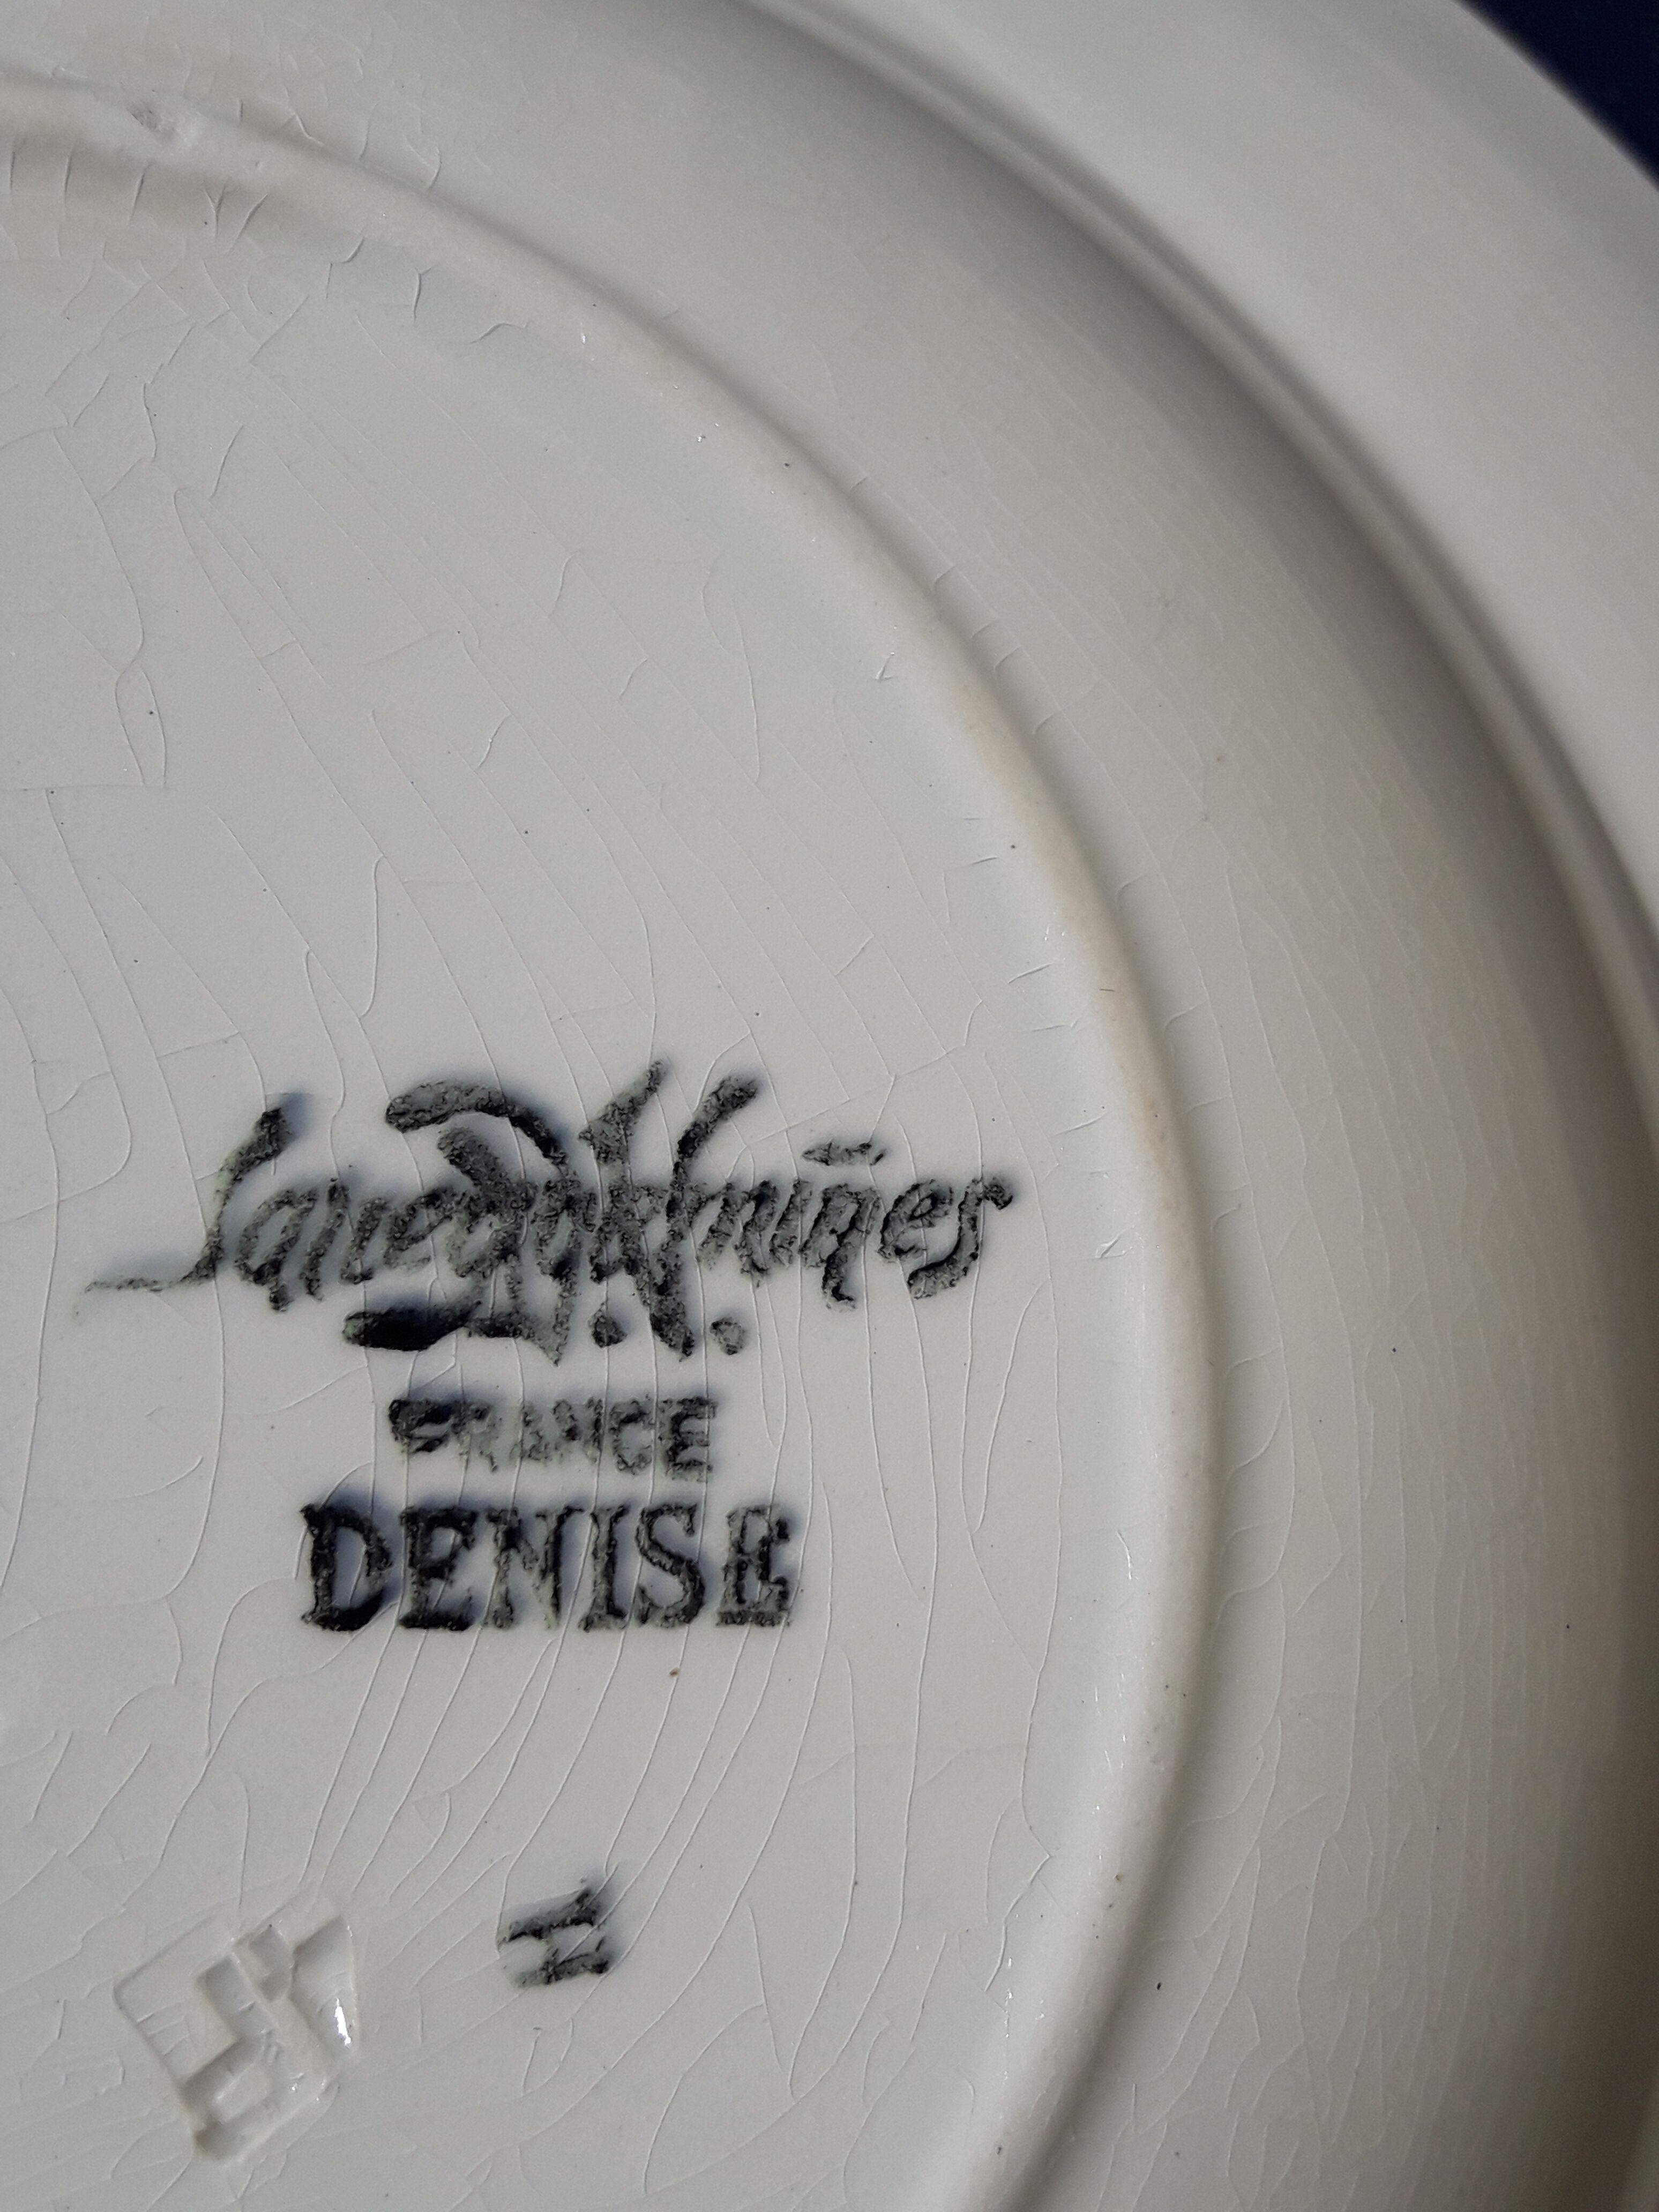 Sarreguemines
D.V.
FRANCE
DENISE
H